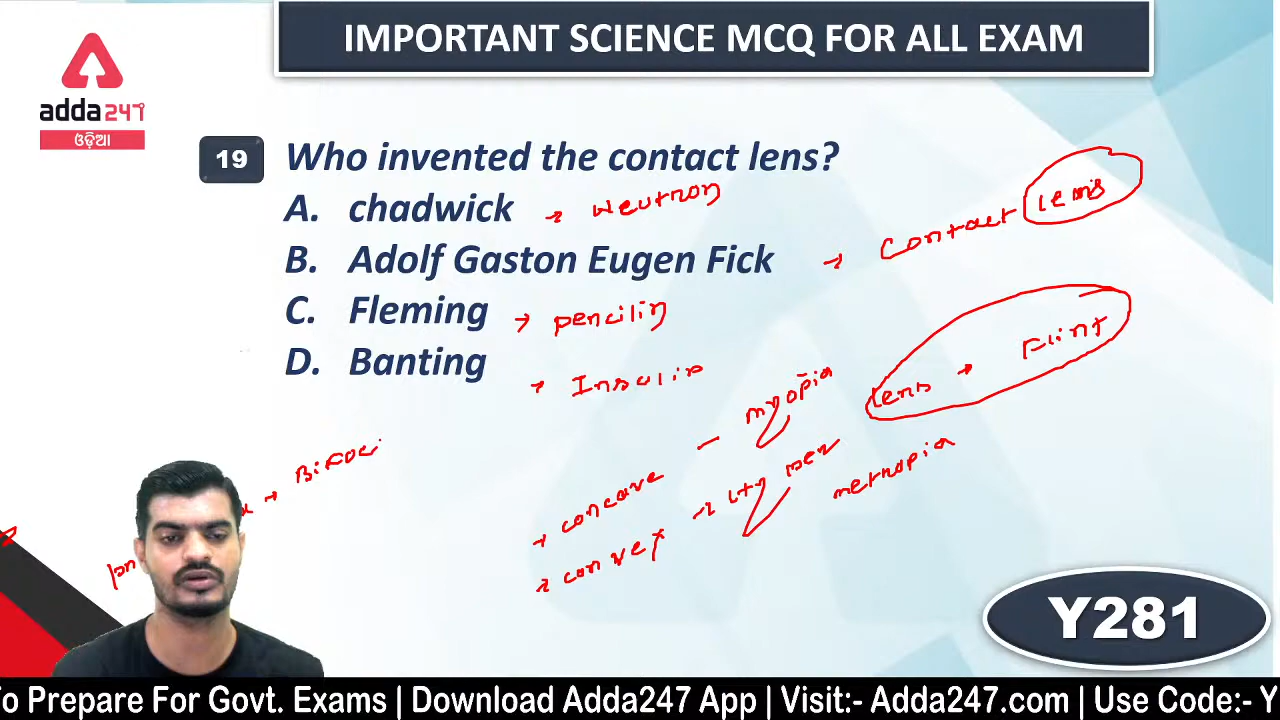 IMPORTANT SCIENCE MCQ FOR ALL EXAM
adda247
ଓଡ଼ିଆ
19 Who invented the contact lens?
A. chadwick → Neutron
B. Adolf Gaston Eugen Fick → Contact lens
C. Fleming → pencilin
D. Banting → Insulin
lens → Flint
→ concave - myopia
→ convex
metropia
→ Bifoc
Y281
To Prepare For Govt. Exams | Download Adda247 App | Visit:- Adda247.com | Use Code:- Y